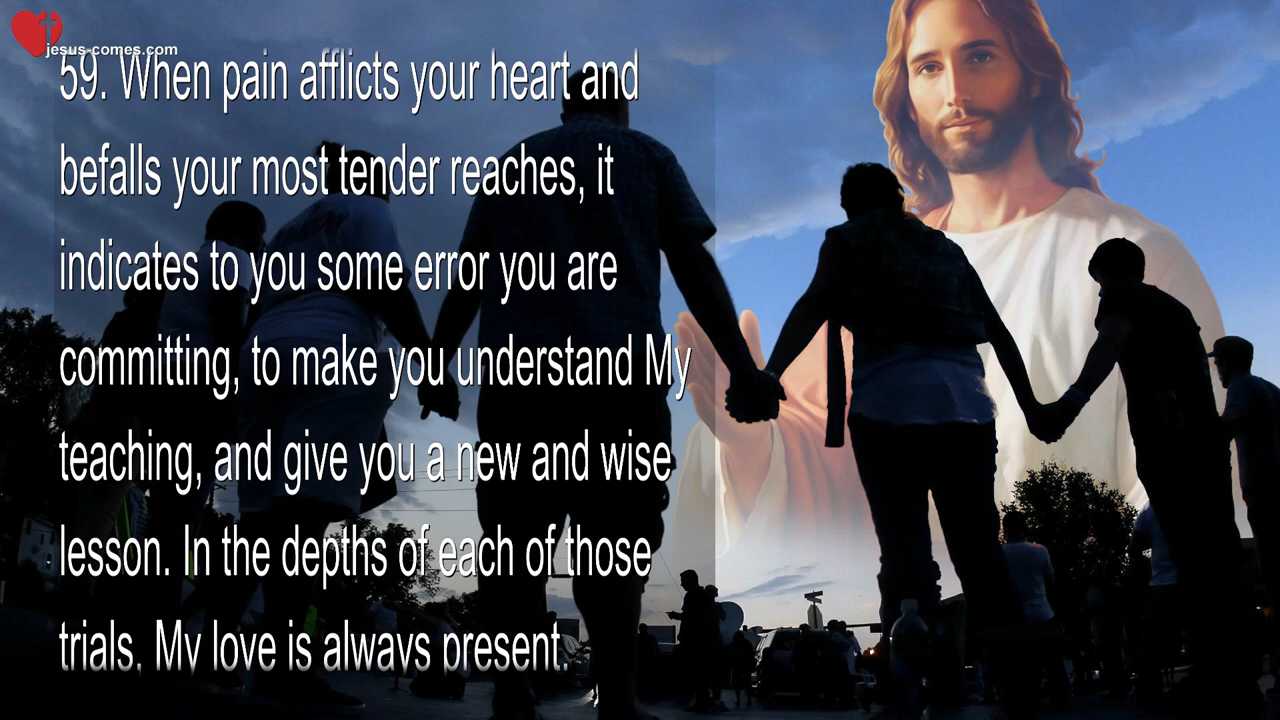 jesus-comes.com
59. When pain afflicts your heart and
befalls your most tender reaches, it
indicates to you some error you are
committing, to make you understand My
teaching, and give you a new and wise
lesson. In the depths of each of those
trials, My love is always present.